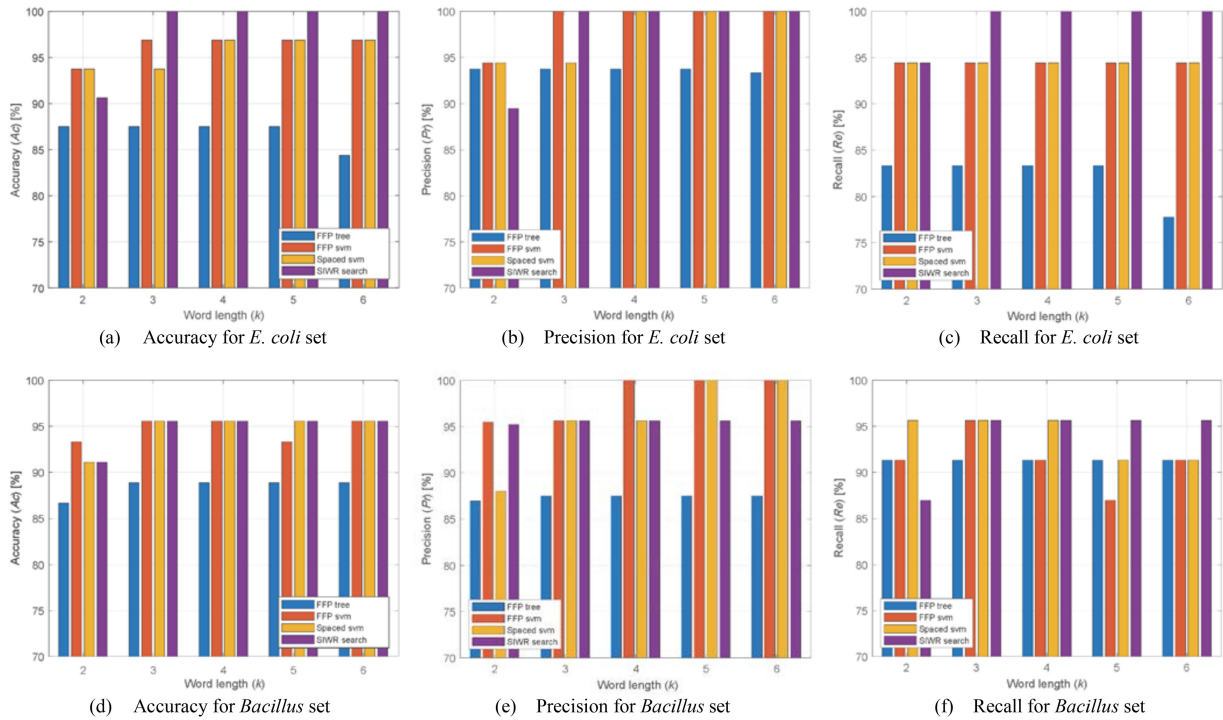 100
95
90
85
80
75
70
Accuracy (Ac) [%]
FFP tree
FFP svm
Spaced svm
SIWR search
2 3 4 5 6
Word length (k)
(a) Accuracy for E. coli set
100
95
90
85
80
75
70
Precision (Pr) [%]
FFP tree
FFP svm
Spaced svm
SIWR search
2 3 4 5 6
Word length (k)
(b) Precision for E. coli set
100
95
90
85
80
75
70
Recall (Re) [%]
FFP tree
FFP svm
Spaced svm
SIWR search
2 3 4 5 6
Word length (k)
(c) Recall for E. coli set
100
95
90
85
80
75
70
Accuracy (Ac) [%]
FFP tree
FFP svm
Spaced svm
SIWR search
2 3 4 5 6
Word length (k)
(d) Accuracy for Bacillus set
100
95
90
85
80
75
70
Precision (Pr) [%]
FFP tree
FFP svm
Spaced svm
SIWR search
2 3 4 5 6
Word length (k)
(e) Precision for Bacillus set
100
95
90
85
80
75
70
Recall (Re) [%]
FFP tree
FFP svm
Spaced svm
SIWR search
2 3 4 5 6
Word length (k)
(f) Recall for Bacillus set